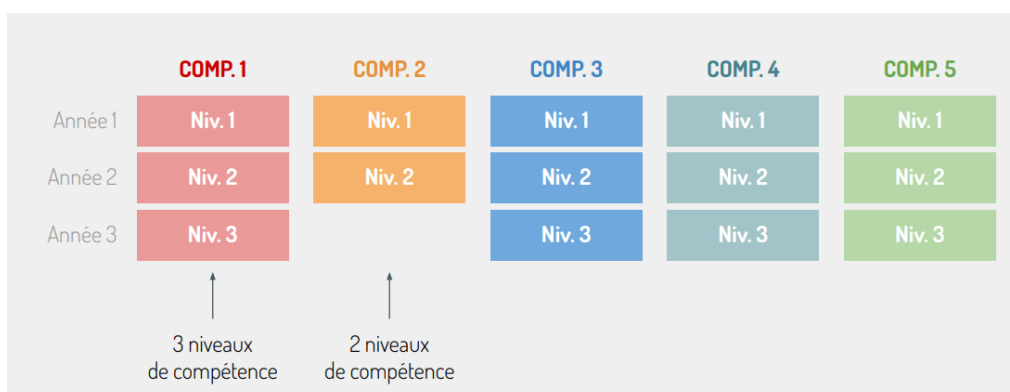 COMP. 1 COMP. 2 COMP. 3 COMP. 4 COMP. 5
Année 1 Niv. 1 Niv. 1 Niv. 1 Niv. 1 Niv. 1
Année 2 Niv. 2 Niv. 2 Niv. 2 Niv. 2 Niv. 2
Année 3 Niv. 3 Niv. 3 Niv. 3 Niv. 3
3 niveaux 2 niveaux
de compétence de compétence